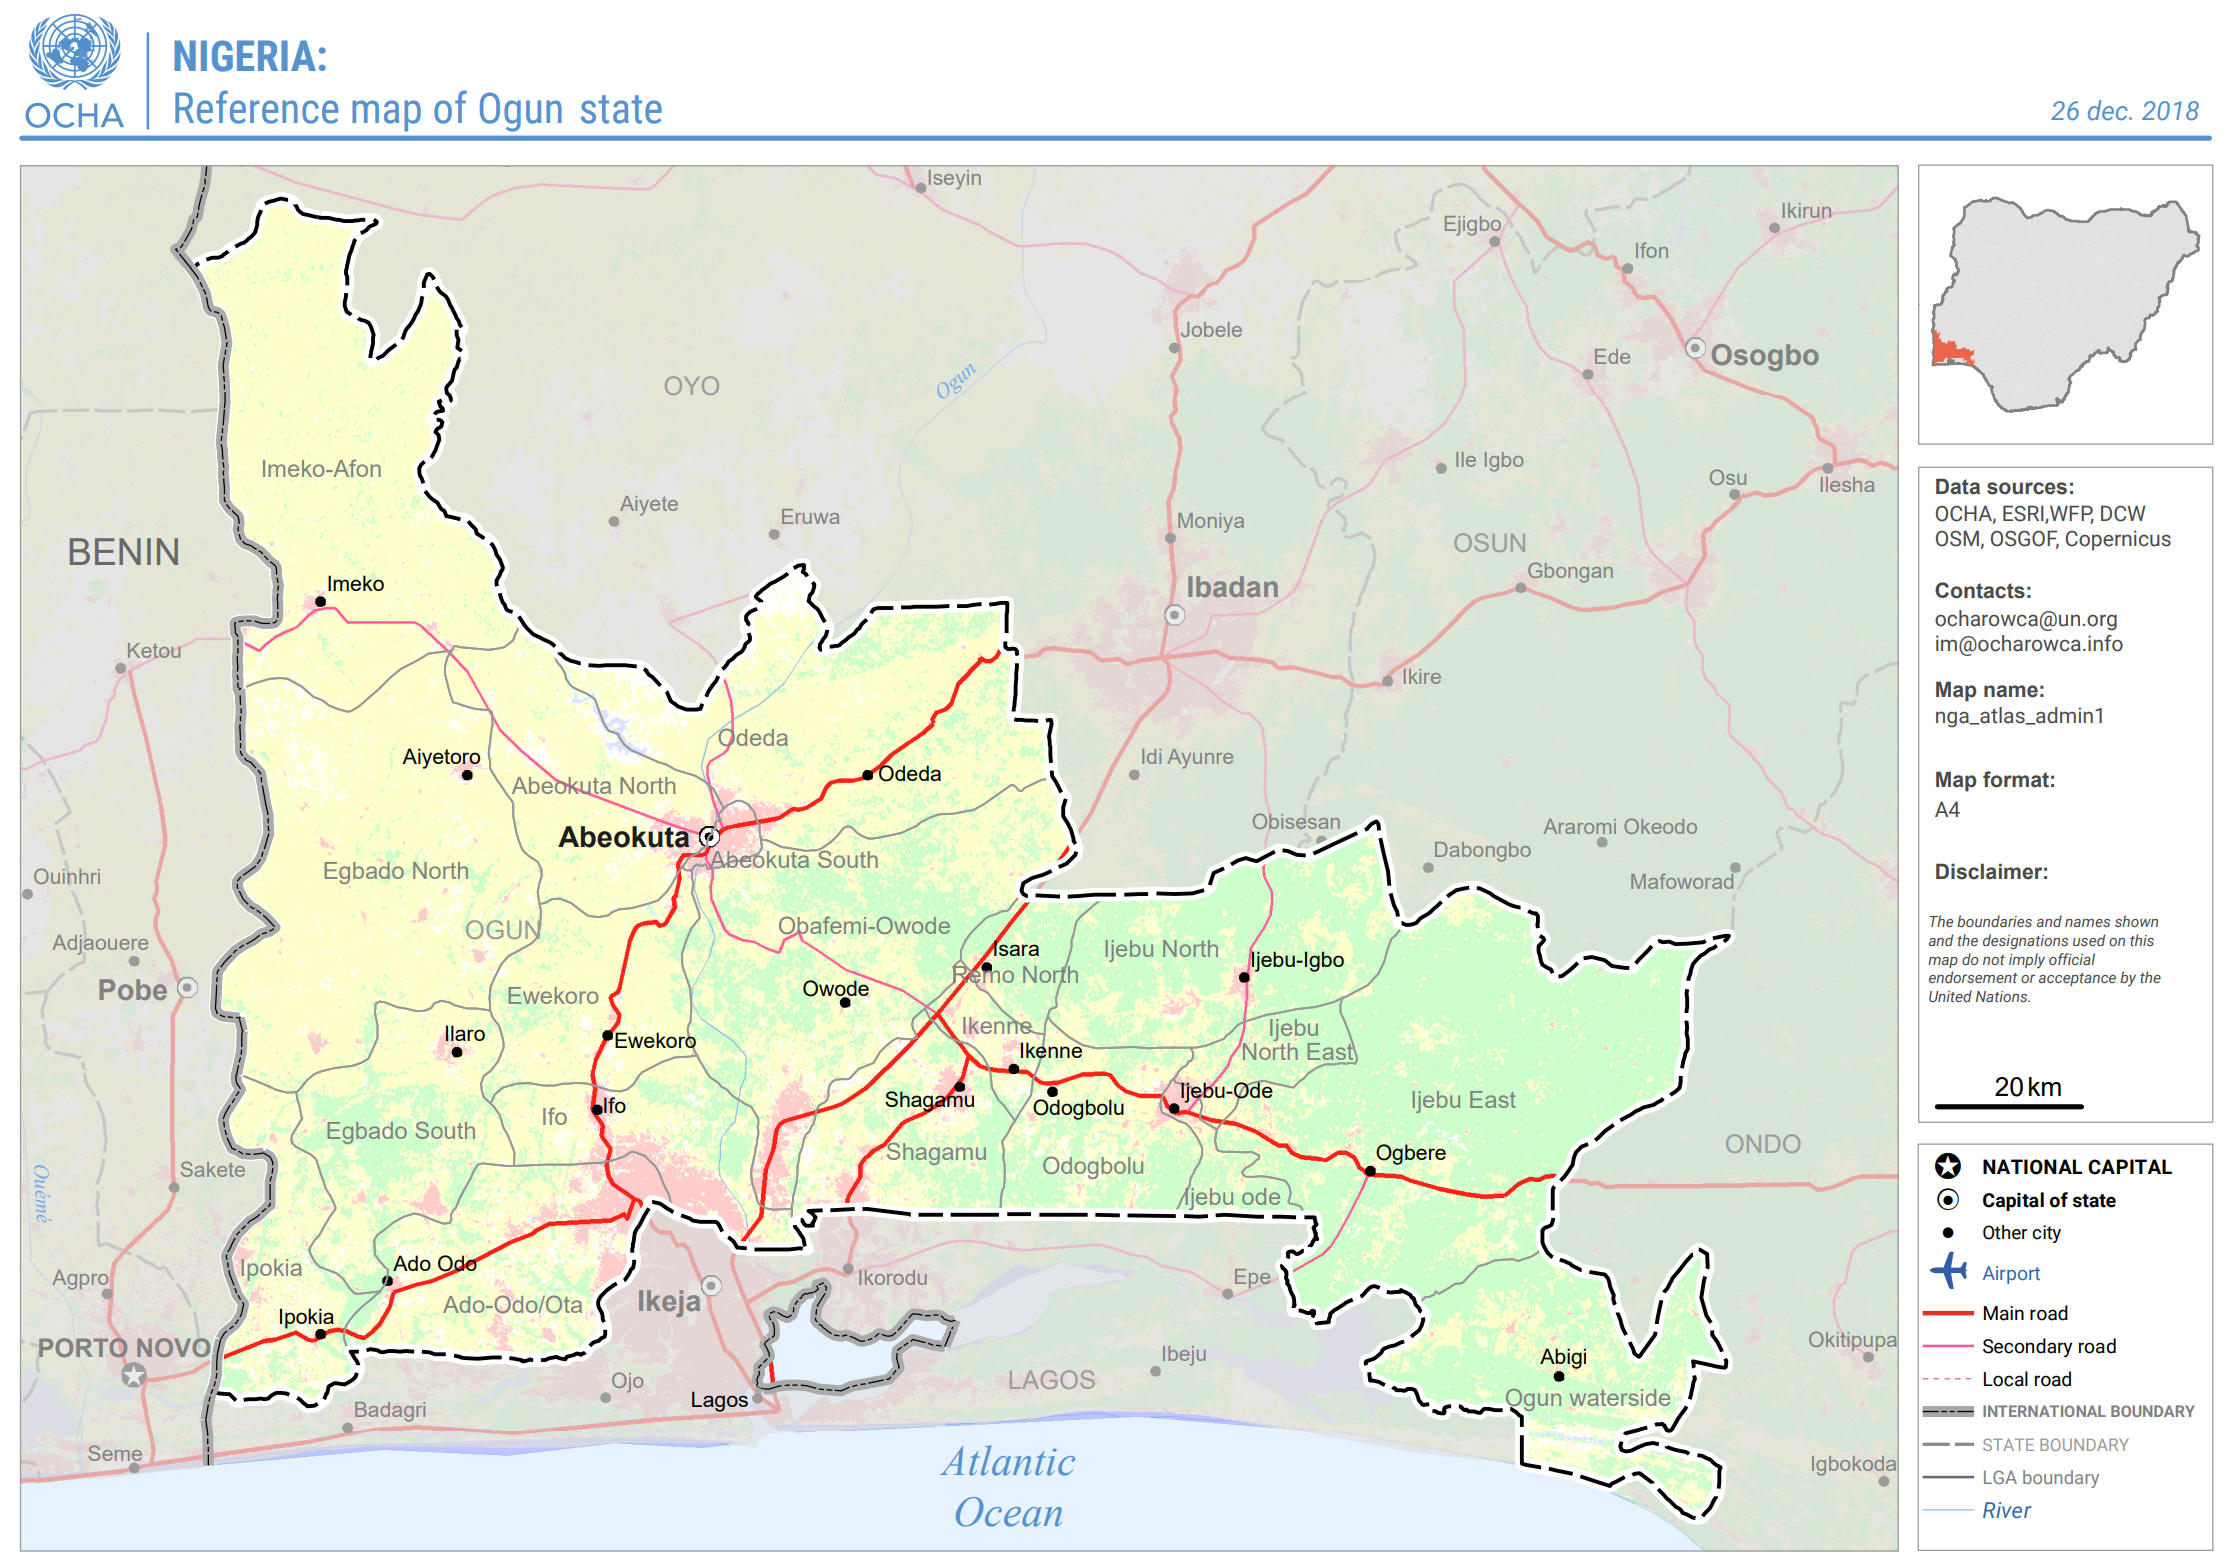 OCHA
NIGERIA:
Reference map of Ogun state
26 dec. 2018
Iseyin
Ejigbo
Ikirun
Ifon
Jobele
Ede
Osogbo
OYO
Ogun
Imeko-Afon
Aiyete
Eruwa
Ile Igbo
Osu
Ilesha
Moniya
OSUN
BENIN
Imeko
Ibadan
Gbongan
Ketou
Ikire
Odeda
Aiyetoro
Abeokuta North
Odeda
Idi Ayunre
Abeokuta
Abeokuta South
Obisesan
Araromi Okeodo
Dabongbo
Mafoworad
Egbado North
Ouinhri
OGUN
Obafemi-Owode
Adjaouere
Isara
Remo North
Ijebu North
Ijebu-Igbo
Pobe
Ewekoro
Owode
Ilaro
Ewekoro
Ikenne
Ijebu
North East
Ikenne
Shagamu
Odogbolu
Ijebu-Ode
Ijebu East
Ifo
Ifo
Egbado South
Shagamu
Odogbolu
Ogbere
ONDO
Sakete
Ouémé
Ijebu ode
Ipokia
Ado Odo
Agpro
Ikorodu
Epe
Ado-Odo/Ota
Ikeja
Ipokia
PORTO NOVO
Okitipupa
Ibeju
Abigi
LAGOS
Ojo
Lagos
Ogun waterside
Badagri
Seme
Igbokoda
Atlantic
Ocean
Data sources:
OCHA, ESRI,WFP, DCW
OSM, OSGOF, Copernicus
Contacts:
ocharowca@un.org
im@ocharowca.info
Map name:
nga_atlas_admin1
Map format:
A4
Disclaimer:
The boundaries and names shown
and the designations used on this
map do not imply official
endorsement or acceptance by the
United Nations.
20 km
NATIONAL CAPITAL
Capital of state
Other city
Airport
Main road
Secondary road
Local road
INTERNATIONAL BOUNDARY
STATE BOUNDARY
LGA boundary
River